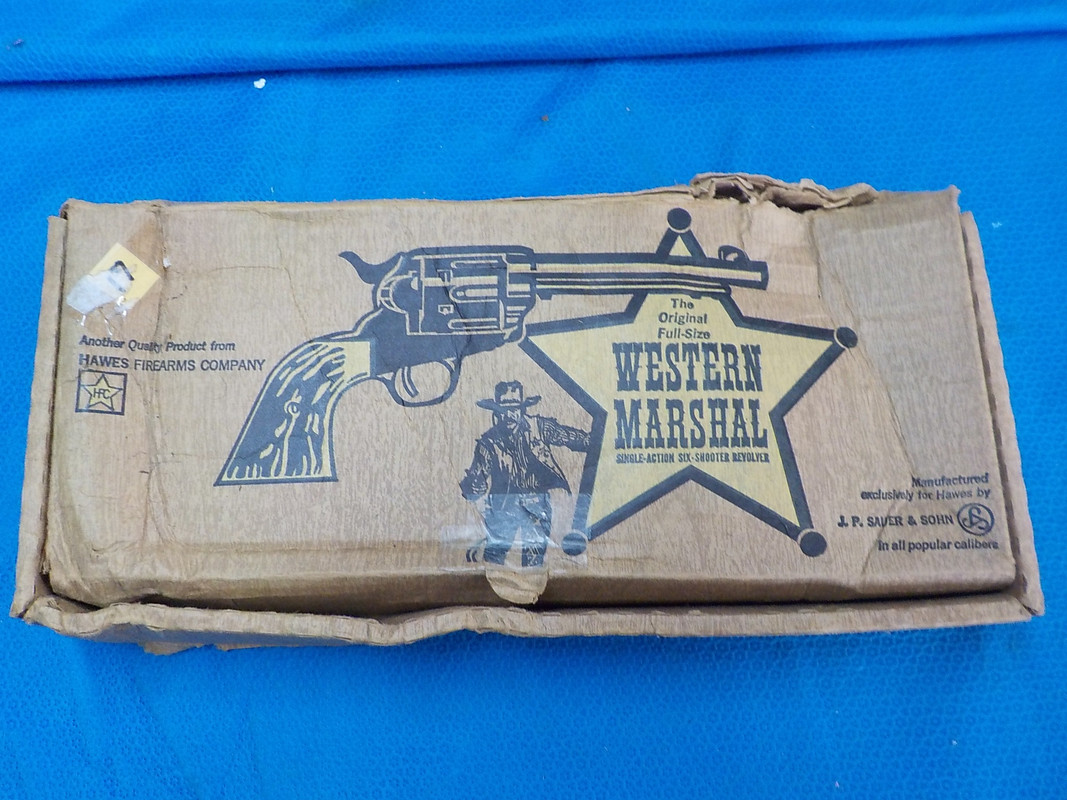 Another Quality Product from
HAWES FIREARMS COMPANY
HFC
The
Original
Full-Size
WESTERN
MARSHAL
SINGLE-ACTION SIX-SHOOTER REVOLVER
Manufactured
exclusively for Hawes by
J. P. SAUER & SOHN
in all popular calibers